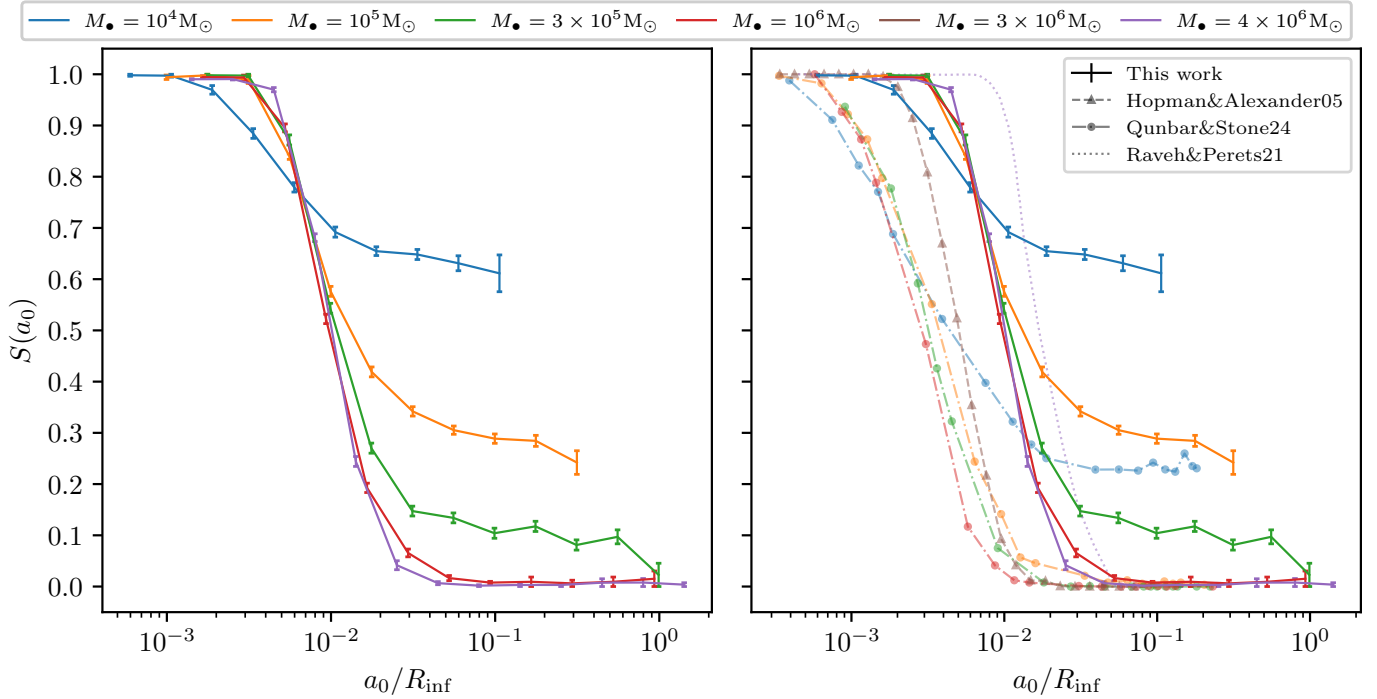 M• = 10⁴M⊙ M• = 10⁵M⊙ M• = 3 × 10⁵M⊙ M• = 10⁶M⊙ M• = 3 × 10⁶M⊙ M• = 4 × 10⁶M⊙
S(a₀)
1.0
0.9
0.8
0.7
0.6
0.5
0.4
0.3
0.2
0.1
0.0
10⁻³ 10⁻² 10⁻¹ 10⁰
a₀/R_inf
This work
Hopman&Alexander05
Qunbar&Stone24
Raveh&Perets21
10⁻³ 10⁻² 10⁻¹ 10⁰
a₀/R_inf